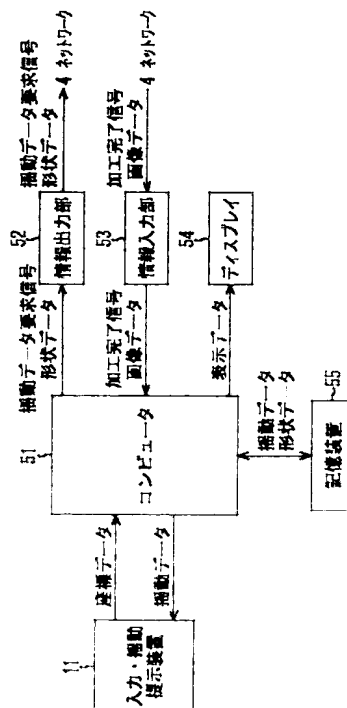 11
入力・揺動
提示装置
座標データ
揺動データ
51
コンピュータ
揺動データ要求信号
形状データ
52
情報出力部
揺動データ要求信号
形状データ
4 ネットワーク
加工完了信号
画像データ
53
情報入力部
加工完了信号
画像データ
4 ネットワーク
表示データ
54
ディスプレイ
揺動データ
形状データ
55
記憶装置